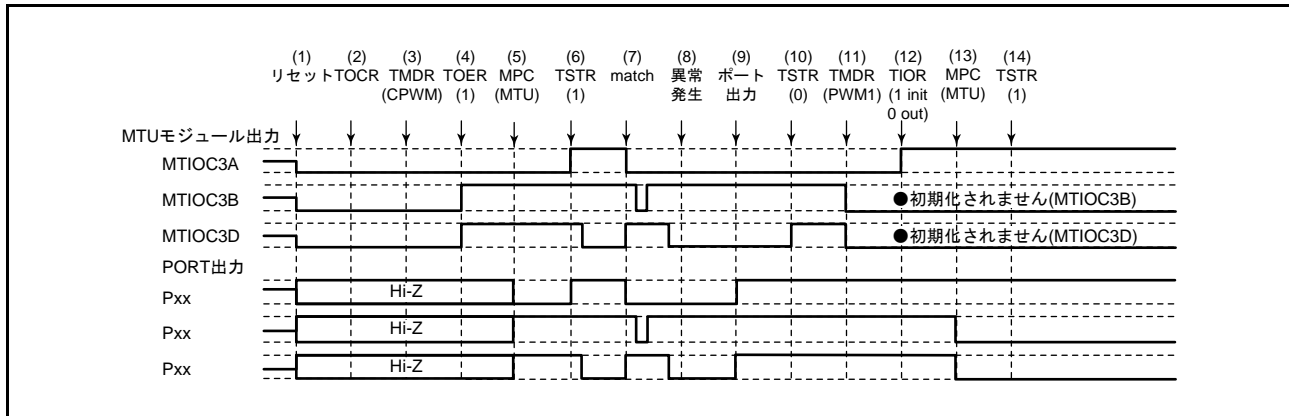 (1) (2) (3) (4) (5) (6) (7) (8) (9) (10) (11) (12) (13) (14)
リセット TOCR TMDR TOER MPC TSTR match 異常 ポート TSTR TMDR TIOR MPC TSTR
(CPWM) (1) (MTU) (1) 発生 出力 (0) (PWM1) (1 init (MTU) (1)
0 out)
MTUモジュール出力
MTIOC3A
MTIOC3B ●初期化されません(MTIOC3B)
MTIOC3D ●初期化されません(MTIOC3D)
PORT出力
Pxx Hi-Z
Pxx Hi-Z
Pxx Hi-Z